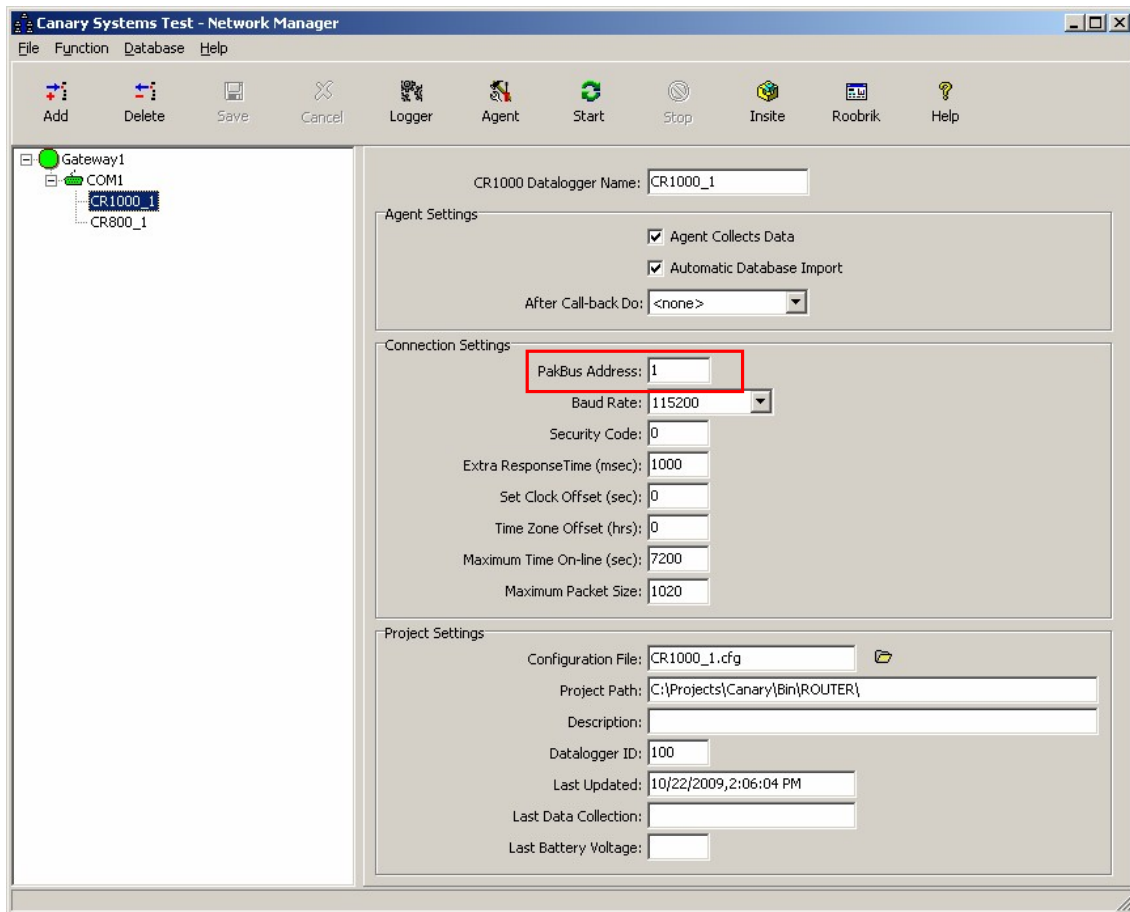 Canary Systems Test - Network Manager
File Function Database Help
Add Delete Save Cancel Logger Agent Start Stop Insite Roobrik Help
Gateway1
COM1
CR1000_1
CR800_1
CR1000 Datalogger Name: CR1000_1
Agent Settings
Agent Collects Data
Automatic Database Import
After Call-back Do: <none>
Connection Settings
PakBus Address: 1
Baud Rate: 115200
Security Code: 0
Extra ResponseTime (msec): 1000
Set Clock Offset (sec): 0
Time Zone Offset (hrs): 0
Maximum Time On-line (sec): 7200
Maximum Packet Size: 1020
Project Settings
Configuration File: CR1000_1.cfg
Project Path: C:\Projects\Canary\Bin\ROUTER\
Description:
Datalogger ID: 100
Last Updated: 10/22/2009,2:06:04 PM
Last Data Collection:
Last Battery Voltage: